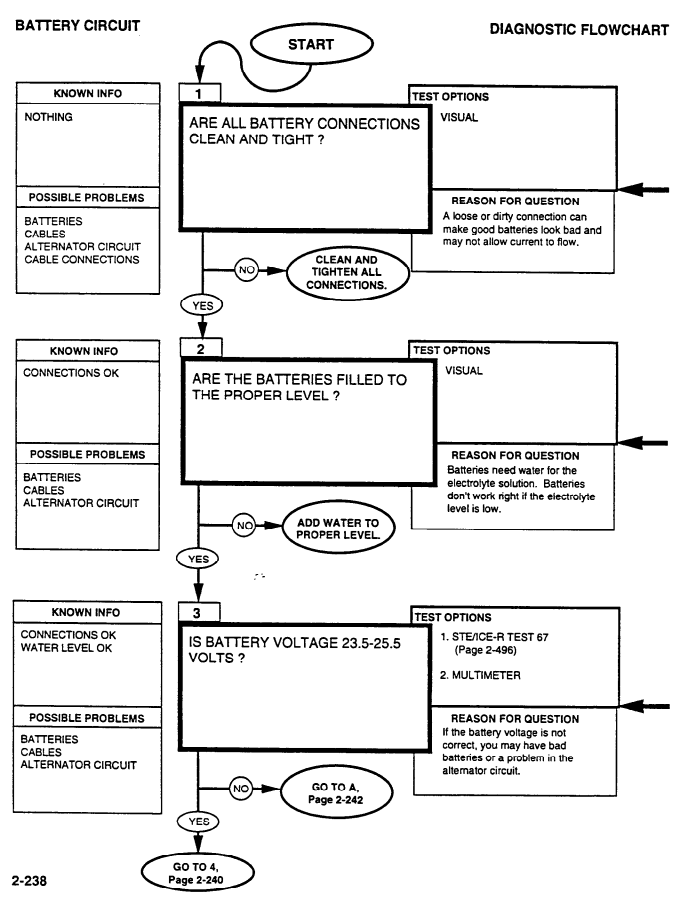 BATTERY CIRCUIT
DIAGNOSTIC FLOWCHART
START
KNOWN INFO
NOTHING
POSSIBLE PROBLEMS
BATTERIES
CABLES
ALTERNATOR CIRCUIT
CABLE CONNECTIONS
1
ARE ALL BATTERY CONNECTIONS
CLEAN AND TIGHT ?
TEST OPTIONS
VISUAL
REASON FOR QUESTION
A loose or dirty connection can
make good batteries look bad and
may not allow current to flow.
NO
CLEAN AND
TIGHTEN ALL
CONNECTIONS.
YES
KNOWN INFO
CONNECTIONS OK
POSSIBLE PROBLEMS
BATTERIES
CABLES
ALTERNATOR CIRCUIT
2
ARE THE BATTERIES FILLED TO
THE PROPER LEVEL ?
TEST OPTIONS
VISUAL
REASON FOR QUESTION
Batteries need water for the
electrolyte solution. Batteries
don't work right if the electrolyte
level is low.
NO
ADD WATER TO
PROPER LEVEL.
YES
KNOWN INFO
CONNECTIONS OK
WATER LEVEL OK
POSSIBLE PROBLEMS
BATTERIES
CABLES
ALTERNATOR CIRCUIT
3
IS BATTERY VOLTAGE 23.5-25.5
VOLTS ?
TEST OPTIONS
1. STE/ICE-R TEST 67
(Page 2-496)
2. MULTIMETER
REASON FOR QUESTION
If the battery voltage is not
correct, you may have bad
batteries or a problem in the
alternator circuit.
NO
GO TO A,
Page 2-242
YES
GO TO 4,
Page 2-240
2-238